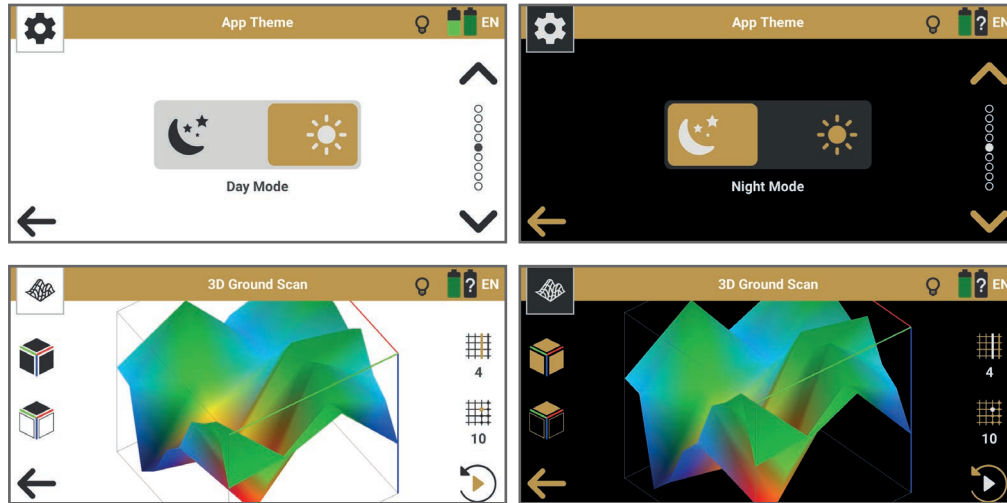 App Theme
EN
Day Mode
App Theme
? EN
Night Mode
3D Ground Scan
? EN
4
10
3D Ground Scan
? EN
4
10